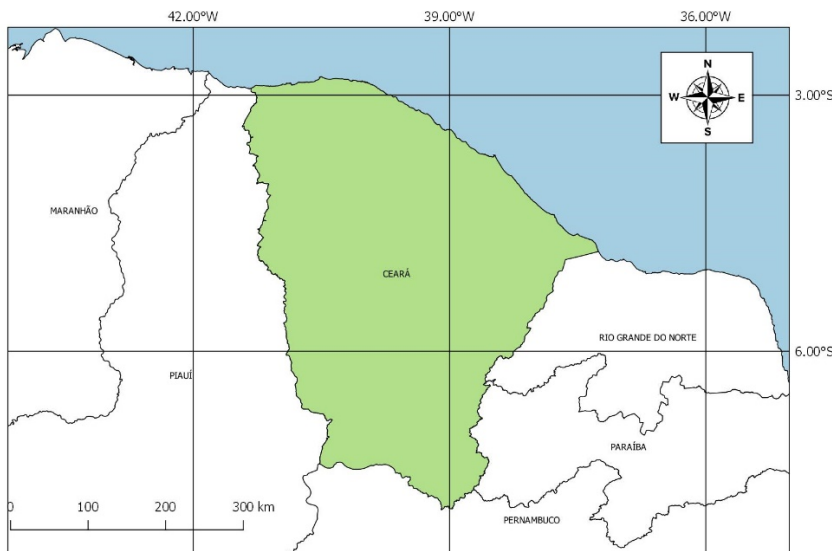 42.00°W 39.00°W 36.00°W
N
W E
S
3.00°S
MARANHÃO
CEARÁ
RIO GRANDE DO NORTE
6.00°S
PIAUÍ
PARAÍBA
0 100 200 300 km
PERNAMBUCO